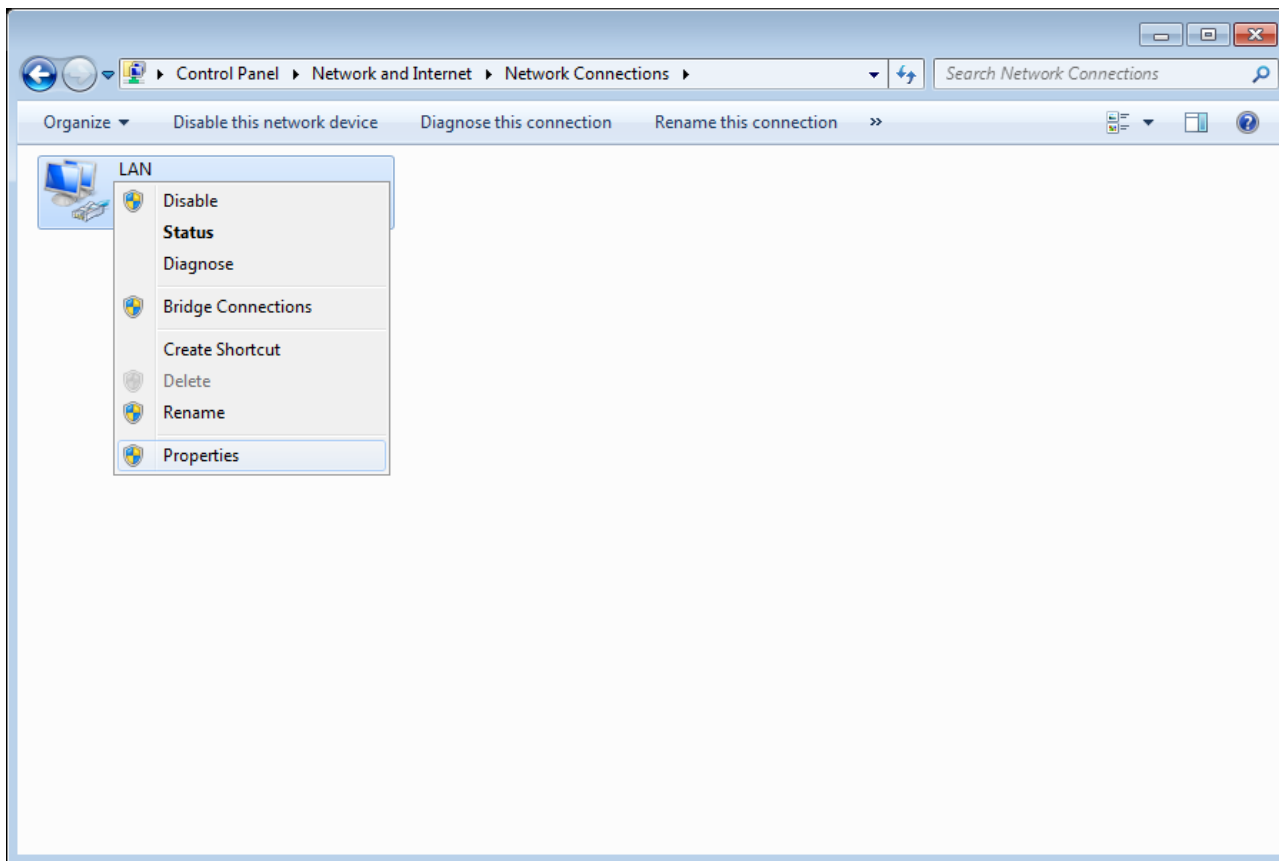 Control Panel Network and Internet Network Connections Search Network Connections
Organize Disable this network device Diagnose this connection Rename this connection »
LAN
Disable
Status
Diagnose
Bridge Connections
Create Shortcut
Delete
Rename
Properties